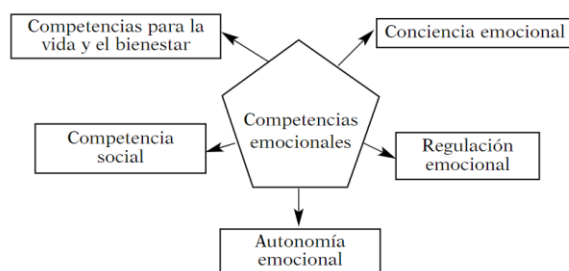 Competencias para la
vida y el bienestar
Conciencia emocional
Competencias
emocionales
Competencia
social
Regulación
emocional
Autonomía
emocional